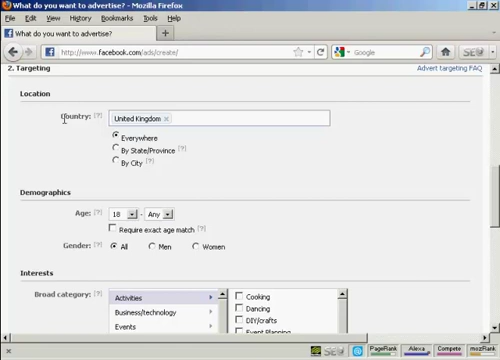 What do you want to advertise? - Mozilla Firefox
File Edit View History Bookmarks Tools Help
What do you want to advertise? +
http://www.facebook.com/ads/create/ Google
2. Targeting Advert targeting FAQ
Location
Country: [?] United Kingdom ×
Everywhere
By State/Province [?]
By City [?]
Demographics
Age: [?] 18 - Any
Require exact age match [?]
Gender: [?] All Men Women
Interests
Broad category: [?] Activities Cooking
Dancing
Business/technology DIY/crafts
Events Event Planning
× PageRank Alexa Compete mozRank